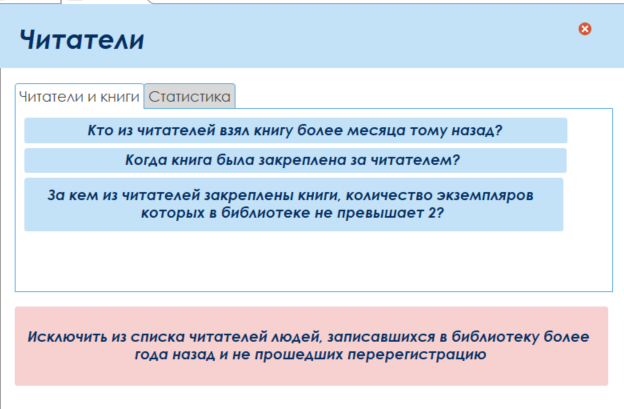 Читатели
Читатели и книги Статистика
Кто из читателей взял книгу более месяца тому назад?
Когда книга была закреплена за читателем?
За кем из читателей закреплены книги, количество экземпляров
которых в библиотеке не превышает 2?
Исключить из списка читателей людей, записавшихся в библиотеку более
года назад и не прошедших перерегистрацию